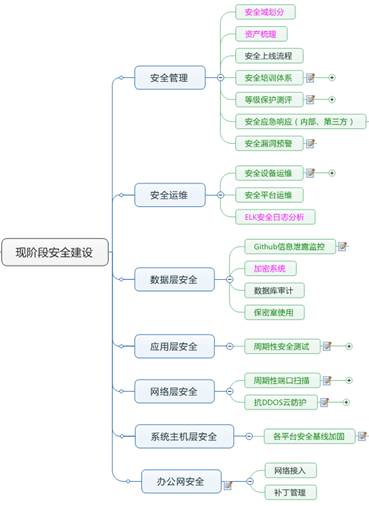 现阶段安全建设
安全管理
安全域划分
资产梳理
安全上线流程
安全培训体系
等级保护测评
安全应急响应（内部、第三方）
安全漏洞预警
安全运维
安全设备运维
安全平台运维
ELK安全日志分析
数据层安全
Github信息泄露监控
加密系统
数据库审计
保密室使用
应用层安全
周期性安全测试
网络层安全
周期性端口扫描
抗DDOS云防护
系统主机层安全
各平台安全基线加固
办公网安全
网络接入
补丁管理